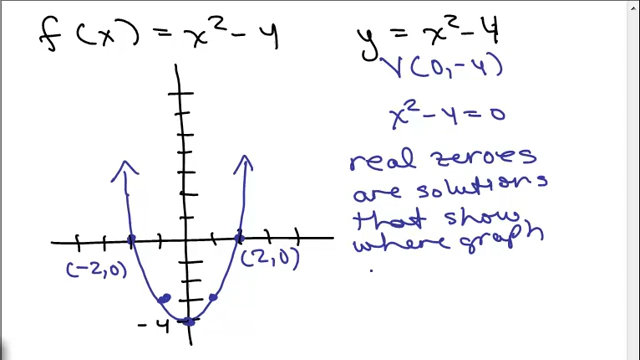 f(x) = x² - 4
y = x² - 4
V(0, -4)
x² - 4 = 0
real zeroes
are solutions
that show
where graph
(-2,0)
(2,0)
-4